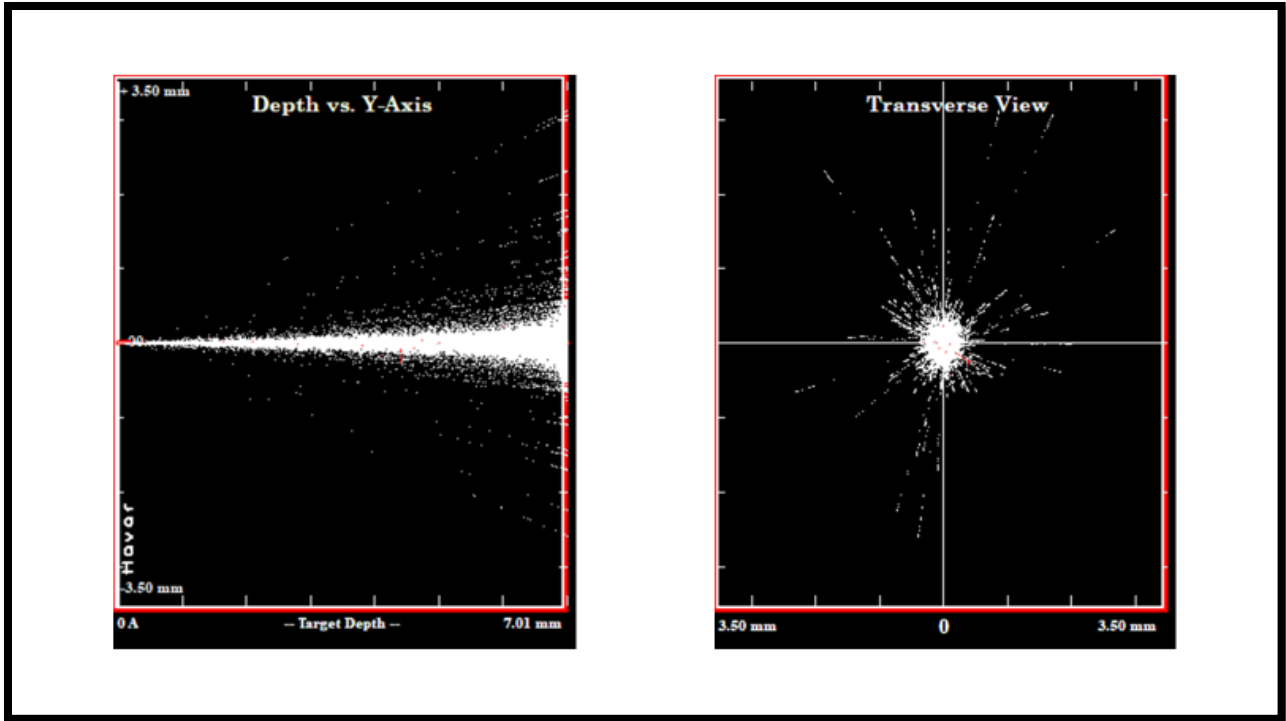 + 3.50 mm
Depth vs. Y-Axis
Havar
-3.50 mm
0 A
-- Target Depth --
7.01 mm
Transverse View
3.50 mm
0
3.50 mm